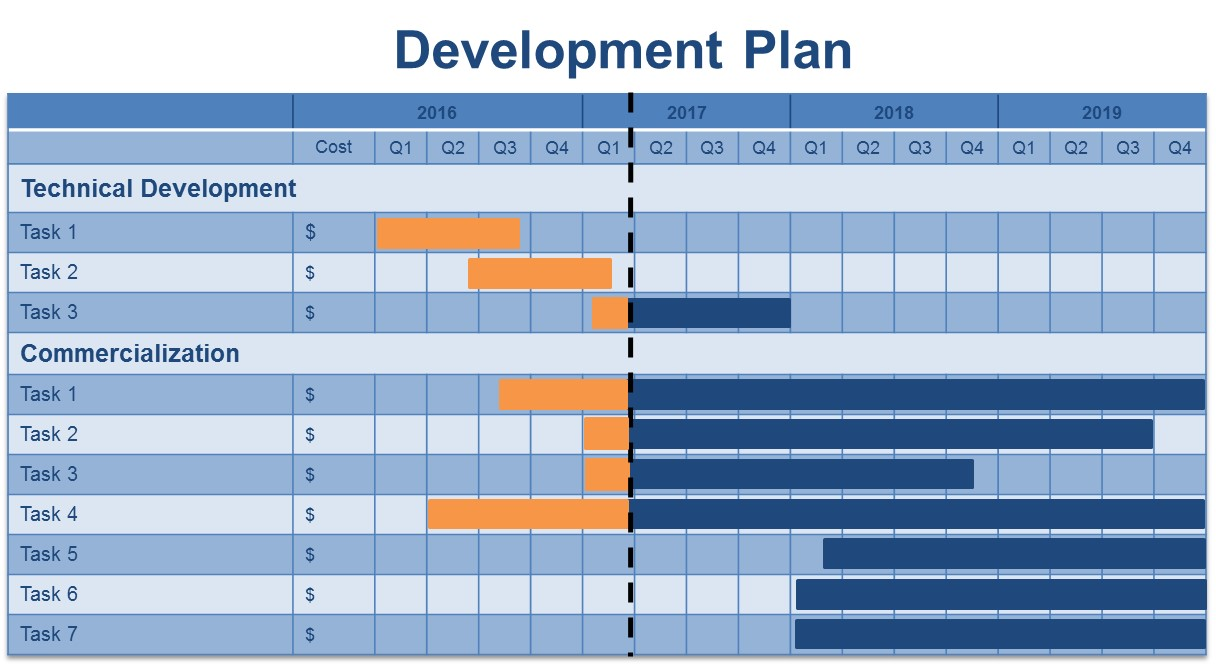 Development Plan
2016 2017 2018 2019
Cost Q1 Q2 Q3 Q4 Q1 Q2 Q3 Q4 Q1 Q2 Q3 Q4 Q1 Q2 Q3 Q4
Technical Development
Task 1 $
Task 2 $
Task 3 $
Commercialization
Task 1 $
Task 2 $
Task 3 $
Task 4 $
Task 5 $
Task 6 $
Task 7 $